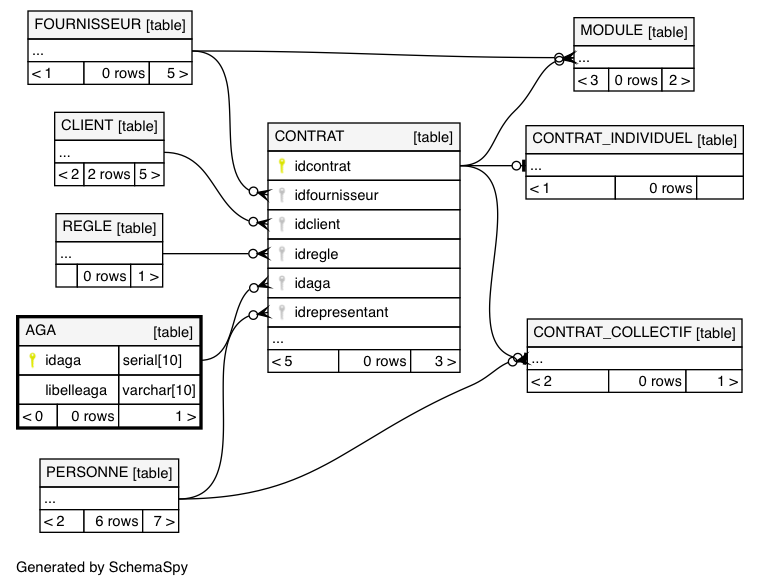 FOURNISSEUR [table]
...
< 1 0 rows 5 >
MODULE [table]
...
< 3 0 rows 2 >
CLIENT [table]
...
< 2 2 rows 5 >
CONTRAT [table]
idcontrat
idfournisseur
idclient
idregle
idaga
idrepresentant
...
< 5 0 rows 3 >
CONTRAT_INDIVIDUEL [table]
...
< 1 0 rows
REGLE [table]
...
0 rows 1 >
AGA [table]
idaga serial[10]
libelleaga varchar[10]
< 0 0 rows 1 >
CONTRAT_COLLECTIF [table]
...
< 2 0 rows 1 >
PERSONNE [table]
...
< 2 6 rows 7 >
Generated by SchemaSpy